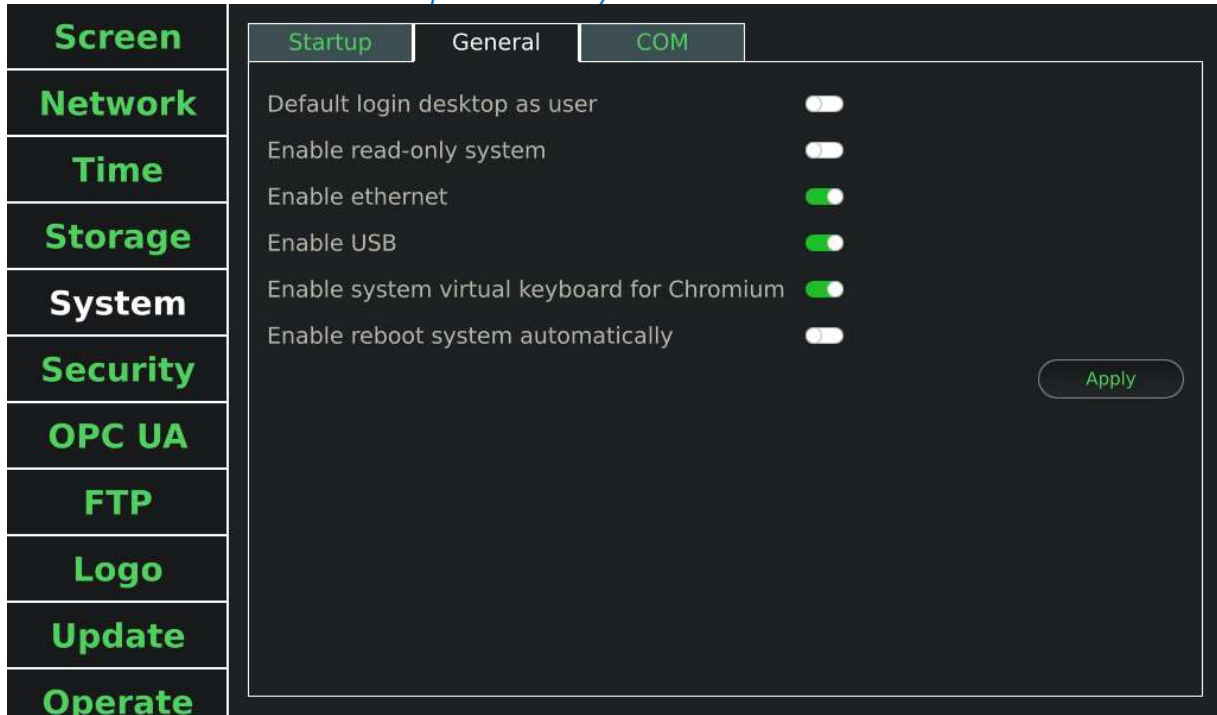 Screen
Network
Time
Storage
System
Security
OPC UA
FTP
Logo
Update
Operate
Startup
General
COM
Default login desktop as user
Enable read-only system
Enable ethernet
Enable USB
Enable system virtual keyboard for Chromium
Enable reboot system automatically
Apply